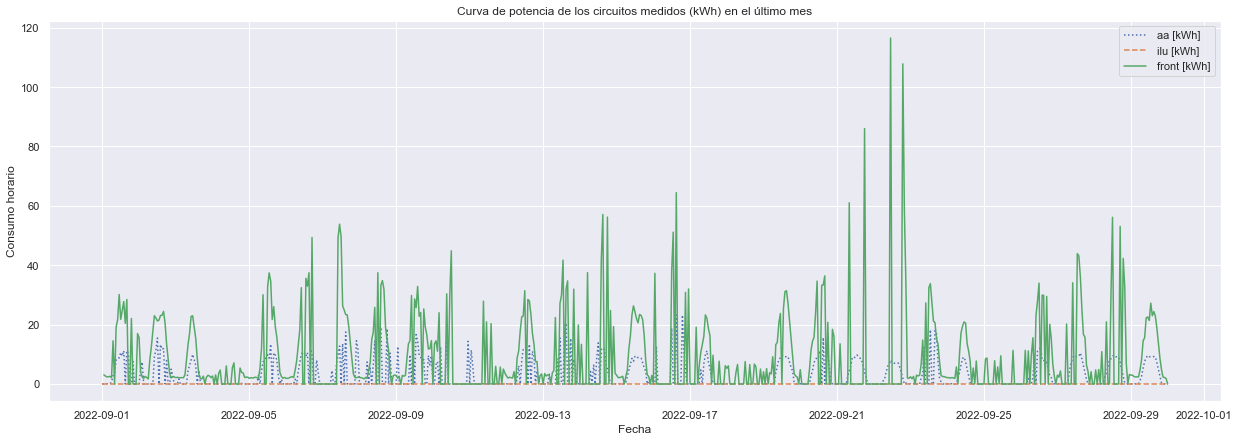 Curva de potencia de los circuitos medidos (kWh) en el último mes
aa [kWh]
ilu [kWh]
front [kWh]
Consumo horario
120
100
80
60
40
20
0
2022-09-01
2022-09-05
2022-09-09
2022-09-13
2022-09-17
2022-09-21
2022-09-25
2022-09-29
2022-10-01
Fecha